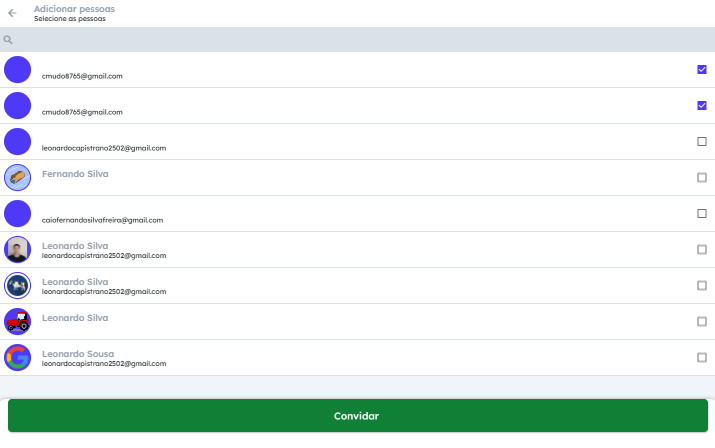 Adicionar pessoas
Selecione as pessoas
cmudo8765@gmail.com
cmudo8765@gmail.com
leonardocapistrano2502@gmail.com
Fernando Silva
caiofernandosilvafreira@gmail.com
Leonardo Silva
leonardocapistrano2502@gmail.com
Leonardo Silva
leonardocapistrano2502@gmail.com
Leonardo Silva
Leonardo Sousa
leonardocapistrano2502@gmail.com
Convidar